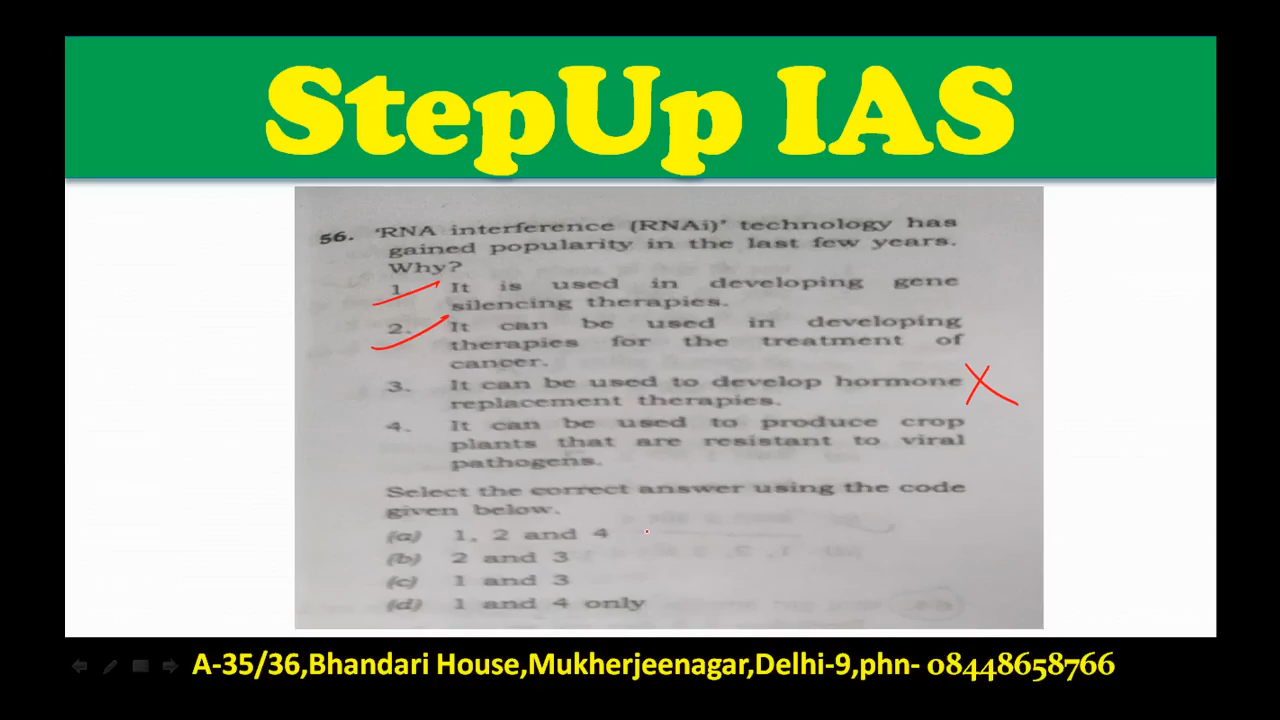 StepUp IAS
56. 'RNA interference (RNAi)' technology has
gained popularity in the last few years.
Why?
1. It is used in developing gene
silencing therapies.
2. It can be used in developing
therapies for the treatment of
cancer.
3. It can be used to develop hormone
replacement therapies.
4. It can be used to produce crop
plants that are resistant to viral
pathogens.
Select the correct answer using the code
given below.
(a) 1, 2 and 4
(b) 2 and 3
(c) 1 and 3
(d) 1 and 4 only
A-35/36,Bhandari House,Mukherjeenagar,Delhi-9,phn- 08448658766